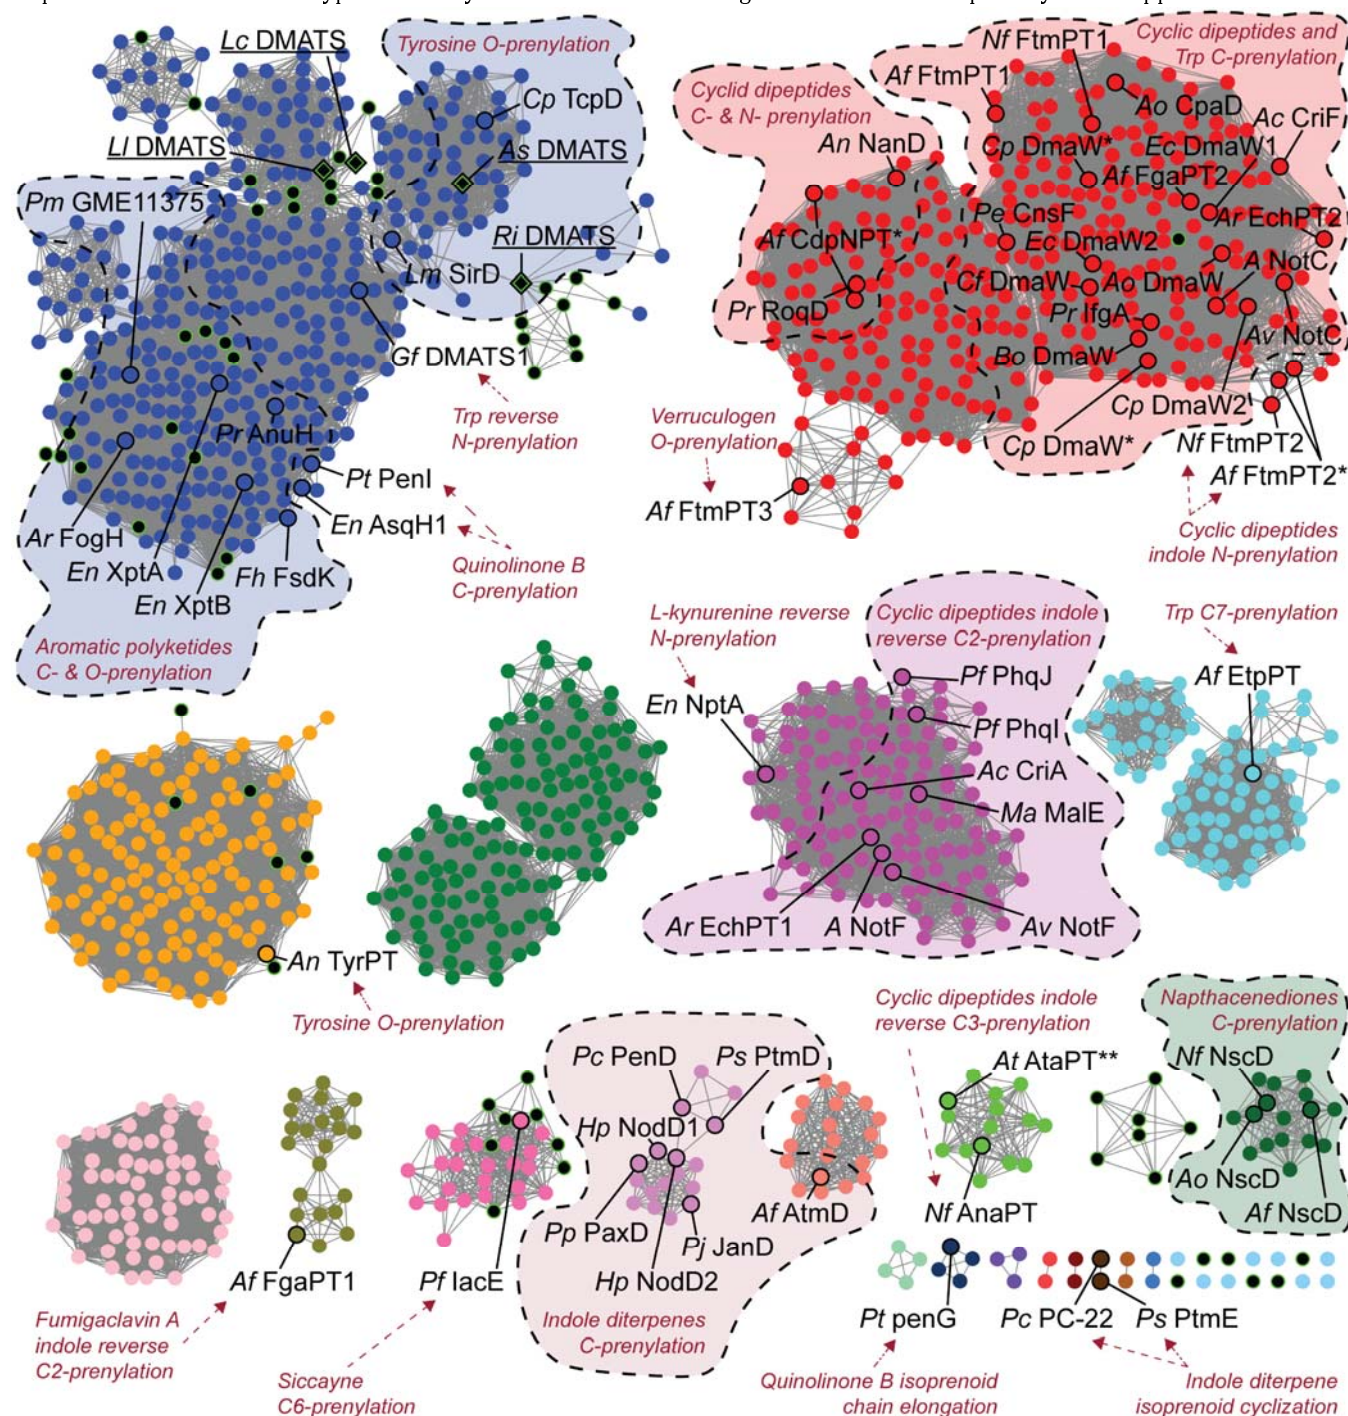 Lc DMATS
Tyrosine O-prenylation
Cp TcpD
Ll DMATS
As DMATS
Pm GME11375
Ri DMATS
Lm SirD
Gf DMATS1
Trp reverse
N-prenylation
Pr AnuH
Pt PenI
En AsqH1
Ar FogH
En XptA
Fh FsdK
En XptB
Quinolinone B
C-prenylation
Aromatic polyketides
C- & O-prenylation
Cyclid dipeptides
C- & N- prenylation
An NanD
Af CdpNPT*
Pr RoqD
Nf FtmPT1
Cyclic dipeptides and
Trp C-prenylation
Af FtmPT1
Ao CpaD
Ac CriF
Cp DmaW*
Ec DmaW1
Af FgaPT2
Pe CnsF
Ar EchPT2
Ec DmaW2
A NotC
Cf DmaW
Ao DmaW
Pr IfgA
Av NotC
Bo DmaW
Cp DmaW2
Cp DmaW*
Nf FtmPT2
Af FtmPT2*
Verruculogen
O-prenylation
Af FtmPT3
Cyclic dipeptides
indole N-prenylation
L-kynurenine reverse
N-prenylation
Cyclic dipeptides indole
reverse C2-prenylation
Trp C7-prenylation
En NptA
Pf PhqJ
Pf PhqI
Ac CriA
Ma MalE
Ar EchPT1
A NotF
Av NotF
Af EtpPT
An TyrPT
Tyrosine O-prenylation
Cyclic dipeptides indole
reverse C3-prenylation
Napthacenediones
C-prenylation
Pc PenD
Ps PtmD
Hp NodD1
Pp PaxD
Pj JanD
Hp NodD2
Af AtmD
Indole diterpenes
C-prenylation
At AtaPT**
Nf AnaPT
Nf NscD
Ao NscD
Af NscD
Af FgaPT1
Pf IacE
Fumigaclavin A
indole reverse
C2-prenylation
Siccayne
C6-prenylation
Pt penG
Pc PC-22
Ps PtmE
Quinolinone B isoprenoid
chain elongation
Indole diterpene
isoprenoid cyclization